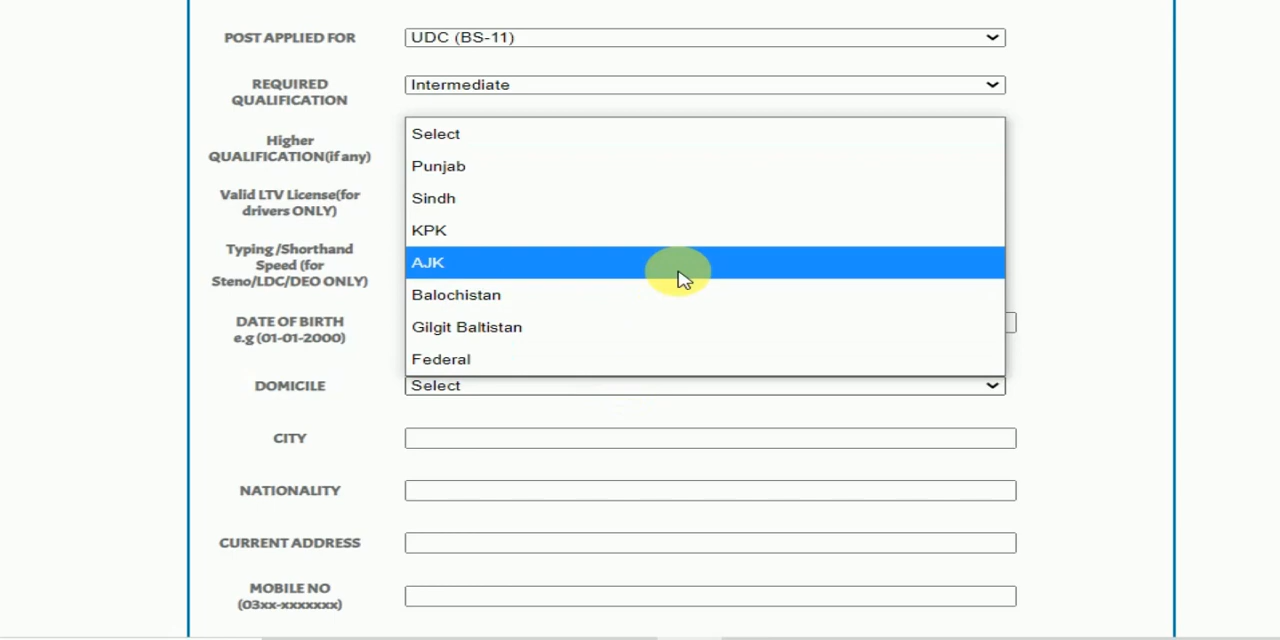 POST APPLIED FOR
UDC (BS-11)
REQUIRED
QUALIFICATION
Intermediate
Higher
QUALIFICATION(if any)
Select
Punjab
Valid LTV License(for
drivers ONLY)
Sindh
KPK
Typing /Shorthand
Speed (for
Steno/LDC/DEO ONLY)
AJK
Balochistan
DATE OF BIRTH
e.g (01-01-2000)
Gilgit Baltistan
Federal
DOMICILE
Select
CITY
NATIONALITY
CURRENT ADDRESS
MOBILE NO
(03xx-xxxxxxx)